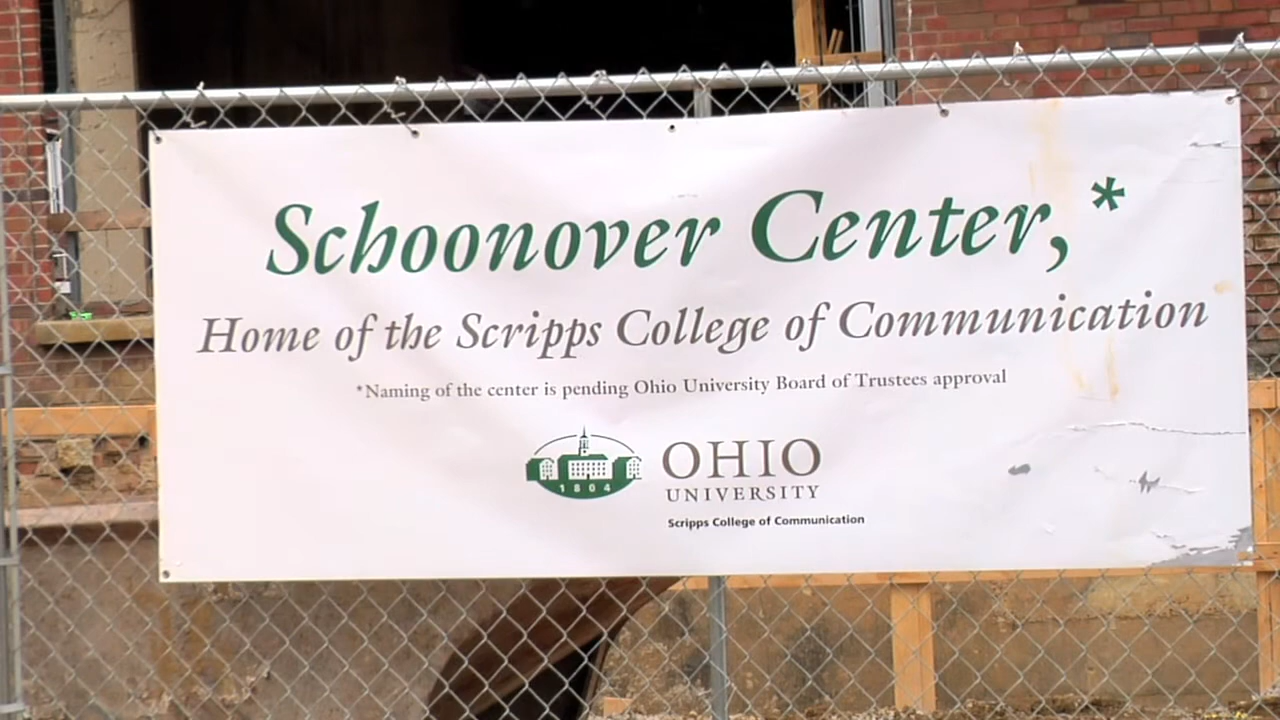 Schoonover Center,*
Home of the Scripps College of Communication
*Naming of the center is pending Ohio University Board of Trustees approval
1804
OHIO
UNIVERSITY
Scripps College of Communication